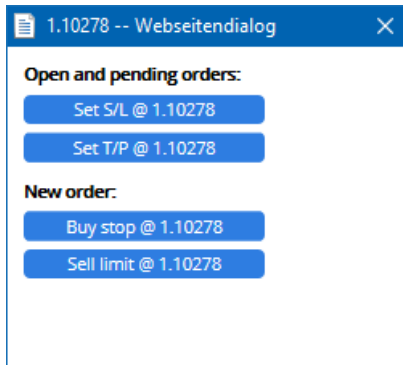 1.10278 -- Webseitendialog
Open and pending orders:
Set S/L @ 1.10278
Set T/P @ 1.10278
New order:
Buy stop @ 1.10278
Sell limit @ 1.10278